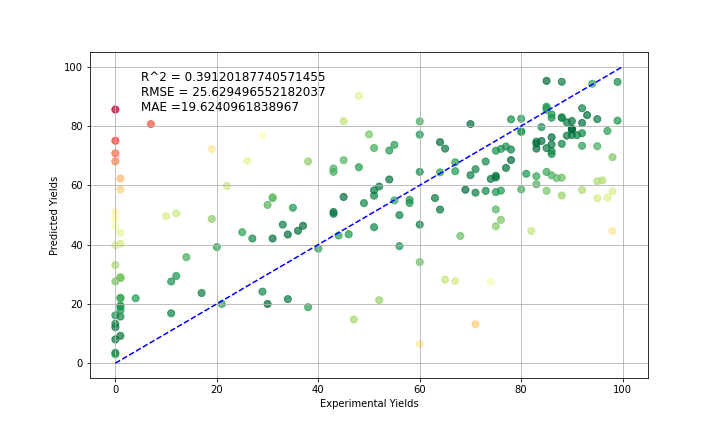 R^2 = 0.39120187740571455
RMSE = 25.629496552182037
MAE =19.6240961838967
100
80
60
40
20
0
Predicted Yields
0 20 40 60 80 100
Experimental Yields